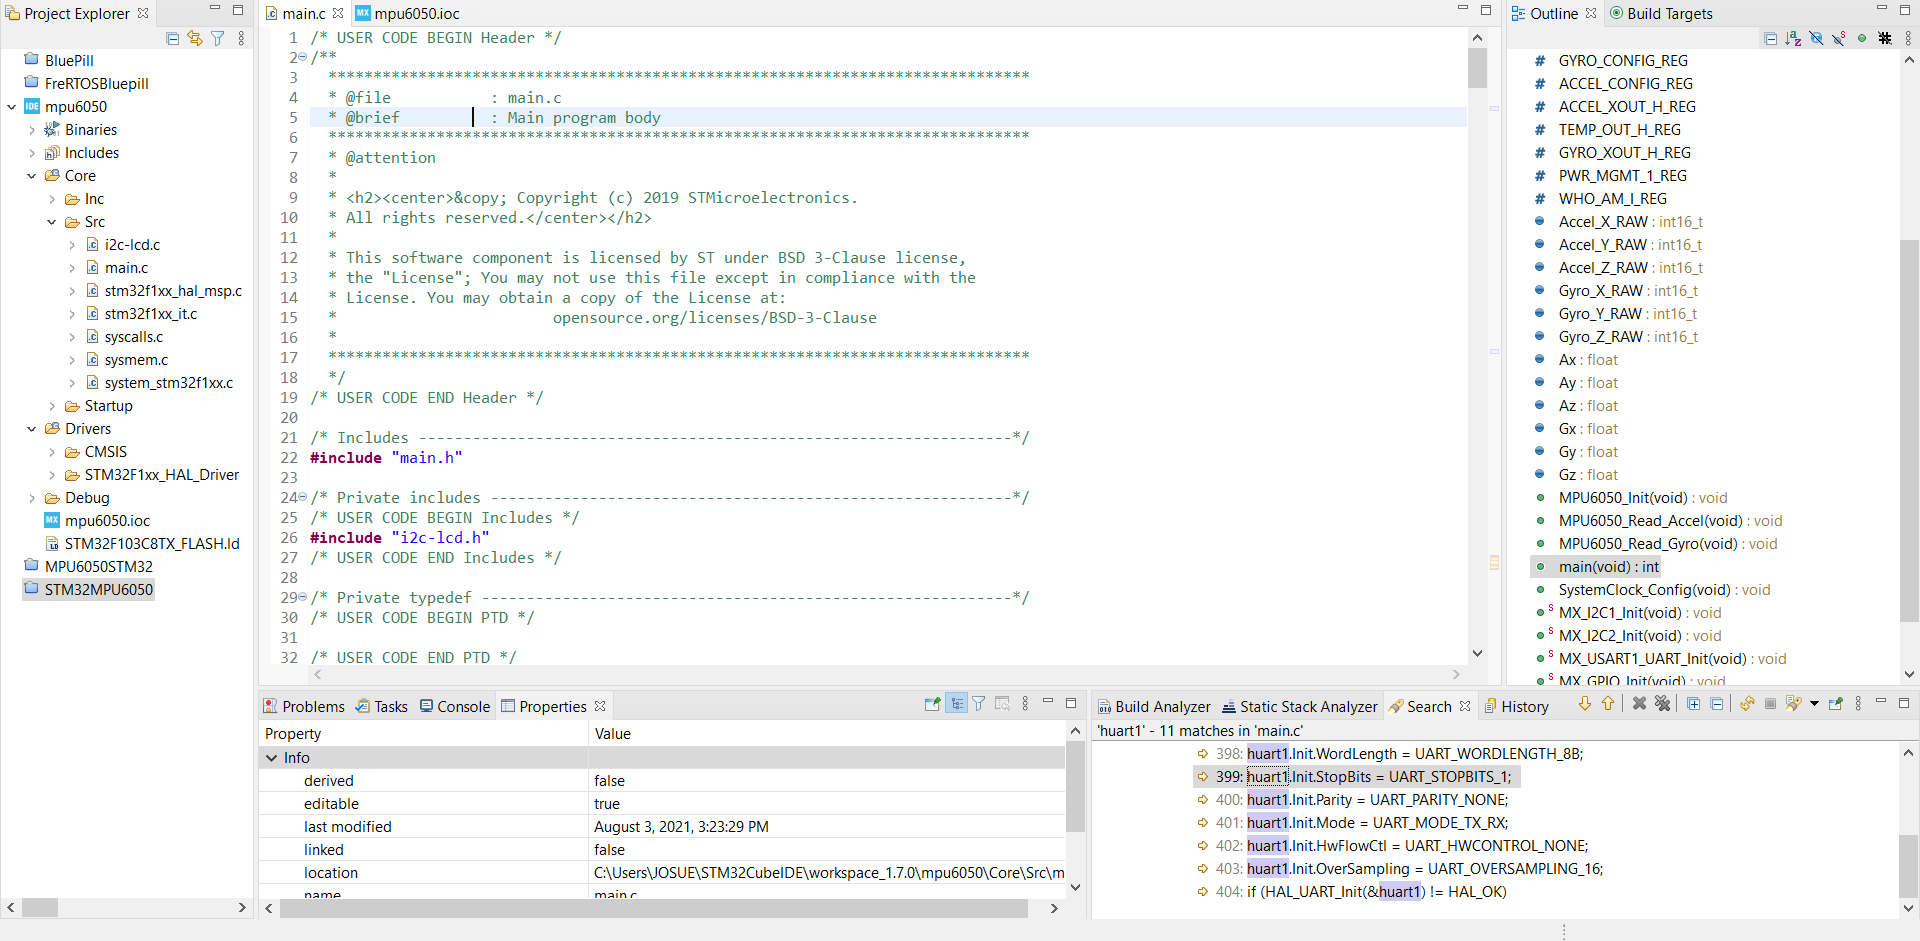 Project Explorer
BluePill
FreRTOSBluepill
IDE mpu6050
Binaries
Includes
Core
Inc
Src
i2c-lcd.c
main.c
stm32f1xx_hal_msp.c
stm32f1xx_it.c
syscalls.c
sysmem.c
system_stm32f1xx.c
Startup
Drivers
CMSIS
STM32F1xx_HAL_Driver
Debug
MX mpu6050.ioc
STM32F103C8TX_FLASH.ld
MPU6050STM32
STM32MPU6050
main.c MX mpu6050.ioc
1 /* USER CODE BEGIN Header */
2 /**
3 ******************************************************************************
4 * @file : main.c
5 * @brief : Main program body
6 ******************************************************************************
7 * @attention
8 *
9 * <h2><center>&copy; Copyright (c) 2019 STMicroelectronics.
10 * All rights reserved.</center></h2>
11 *
12 * This software component is licensed by ST under BSD 3-Clause license,
13 * the "License"; You may not use this file except in compliance with the
14 * License. You may obtain a copy of the License at:
15 * opensource.org/licenses/BSD-3-Clause
16 *
17 ******************************************************************************
18 */
19 /* USER CODE END Header */
20
21 /* Includes ------------------------------------------------------------------*/
22 #include "main.h"
23
24 /* Private includes ----------------------------------------------------------*/
25 /* USER CODE BEGIN Includes */
26 #include "i2c-lcd.h"
27 /* USER CODE END Includes */
28
29 /* Private typedef -----------------------------------------------------------*/
30 /* USER CODE BEGIN PTD */
31
32 /* USER CODE END PTD */
Outline Build Targets
# GYRO_CONFIG_REG
# ACCEL_CONFIG_REG
# ACCEL_XOUT_H_REG
# TEMP_OUT_H_REG
# GYRO_XOUT_H_REG
# PWR_MGMT_1_REG
# WHO_AM_I_REG
Accel_X_RAW : int16_t
Accel_Y_RAW : int16_t
Accel_Z_RAW : int16_t
Gyro_X_RAW : int16_t
Gyro_Y_RAW : int16_t
Gyro_Z_RAW : int16_t
Ax : float
Ay : float
Az : float
Gx : float
Gy : float
Gz : float
MPU6050_Init(void) : void
MPU6050_Read_Accel(void) : void
MPU6050_Read_Gyro(void) : void
main(void) : int
SystemClock_Config(void) : void
S MX_I2C1_Init(void) : void
S MX_I2C2_Init(void) : void
S MX_USART1_UART_Init(void) : void
S MX_GPIO_Init(void) : void
Problems Tasks Console Properties
Property Value
Info
derived false
editable true
last modified August 3, 2021, 3:23:29 PM
linked false
location C:\Users\JOSUE\STM32CubeIDE\workspace_1.7.0\mpu6050\Core\Src\m
name main.c
Build Analyzer Static Stack Analyzer Search History
'huart1' - 11 matches in 'main.c'
398: huart1.Init.WordLength = UART_WORDLENGTH_8B;
399: huart1.Init.StopBits = UART_STOPBITS_1;
400: huart1.Init.Parity = UART_PARITY_NONE;
401: huart1.Init.Mode = UART_MODE_TX_RX;
402: huart1.Init.HwFlowCtl = UART_HWCONTROL_NONE;
403: huart1.Init.OverSampling = UART_OVERSAMPLING_16;
404: if (HAL_UART_Init(&huart1) != HAL_OK)